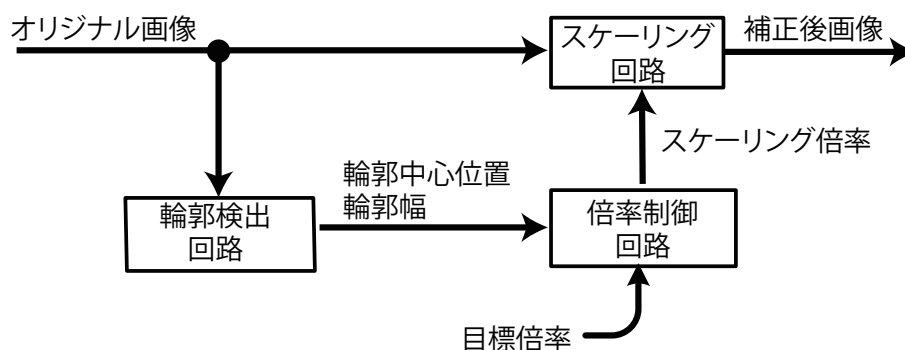 オリジナル画像
スケーリング
回路
補正後画像
スケーリング倍率
輪郭中心位置
輪郭幅
輪郭検出
回路
倍率制御
回路
目標倍率